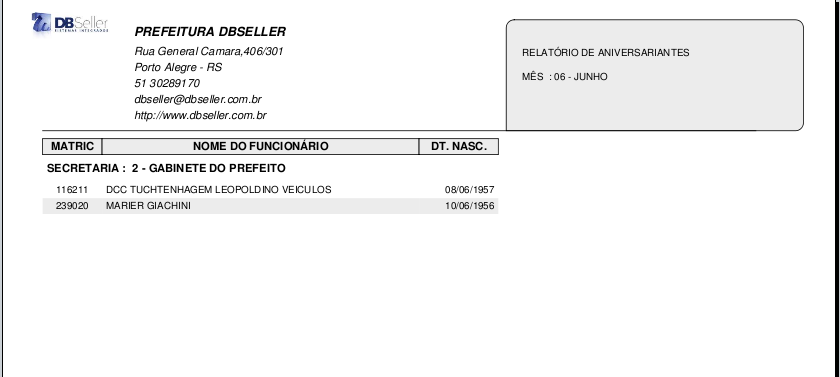 DBSeller
SISTEMAS INTEGRADOS
PREFEITURA DBSELLER
Rua General Camara,406/301
Porto Alegre - RS
51 30289170
dbseller@dbseller.com.br
http://www.dbseller.com.br
RELATÓRIO DE ANIVERSARIANTES
MÊS : 06 - JUNHO
MATRIC NOME DO FUNCIONÁRIO DT. NASC.
SECRETARIA : 2 - GABINETE DO PREFEITO
116211 DCC TUCHTENHAGEM LEOPOLDINO VEICULOS 08/06/1957
239020 MARIER GIACHINI 10/06/1956